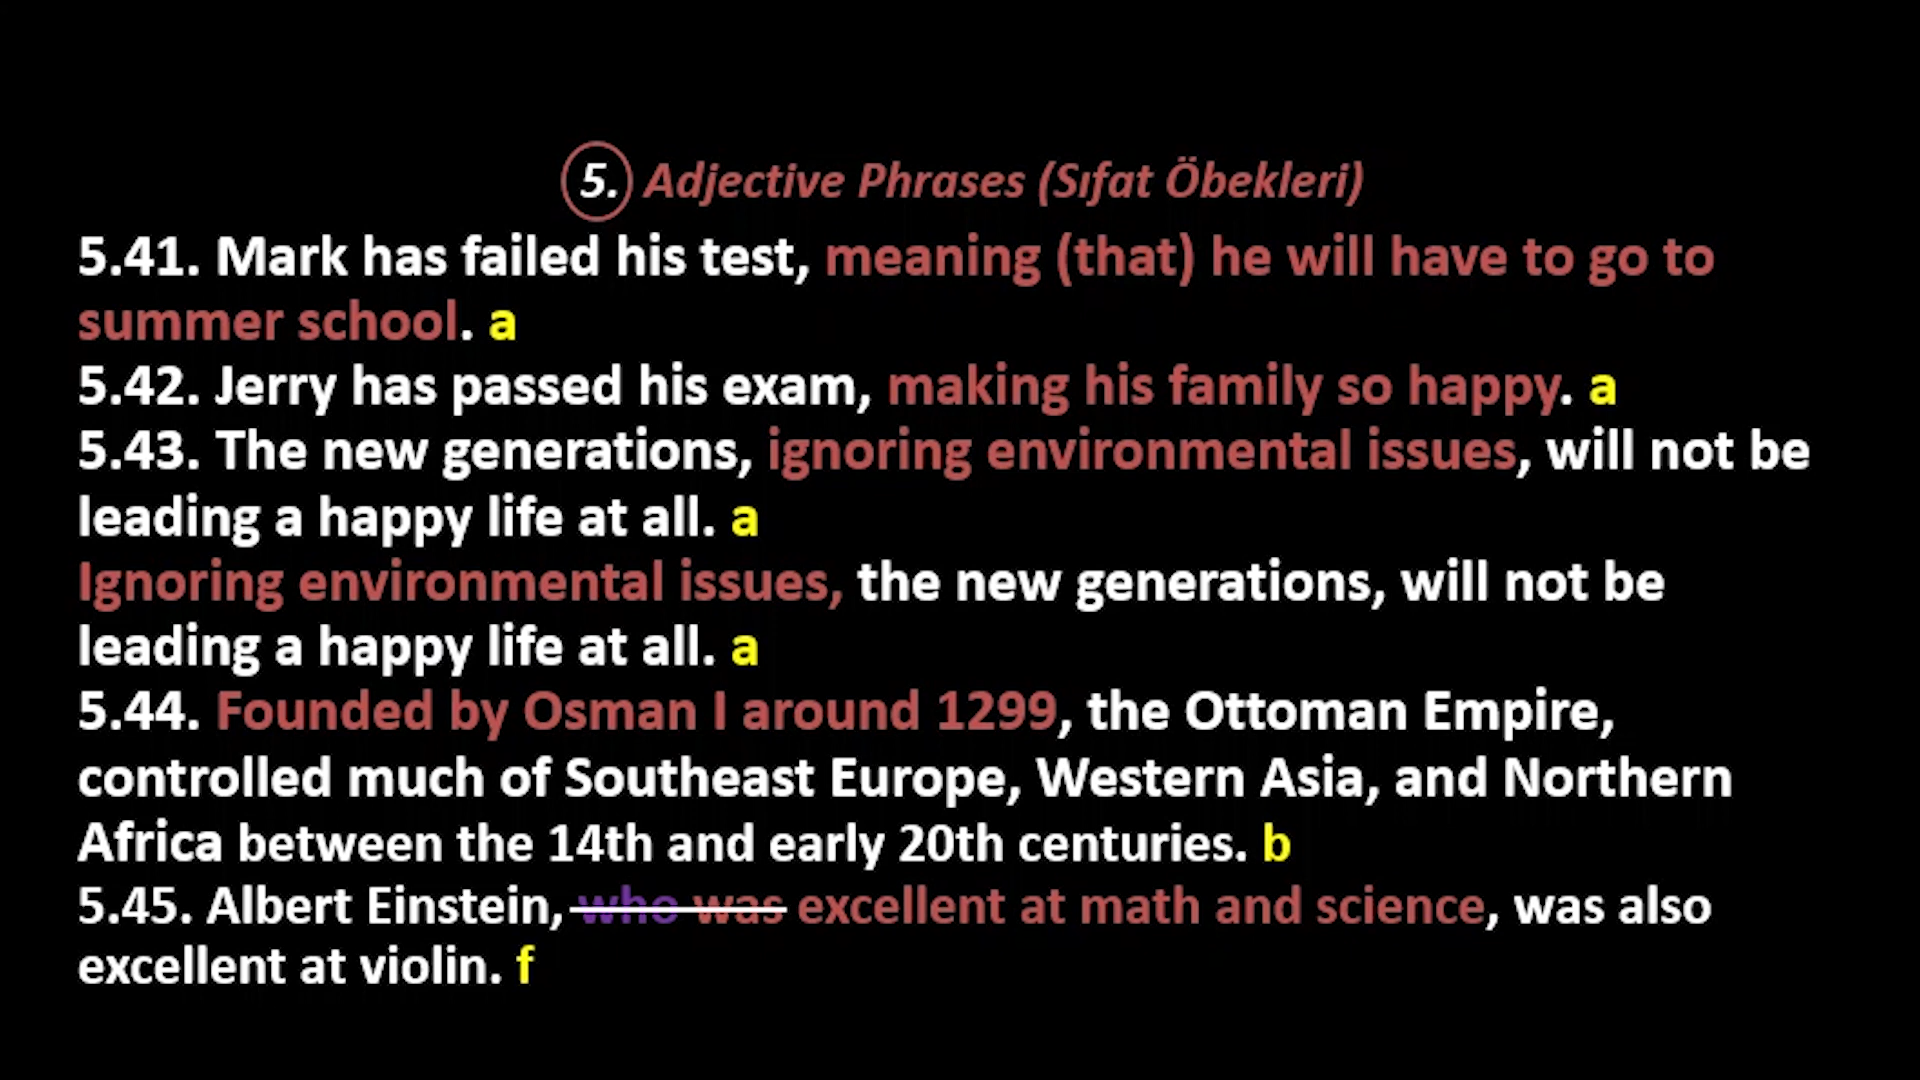 5. Adjective Phrases (Sıfat Öbekleri)
5.41. Mark has failed his test, meaning (that) he will have to go to
summer school. a
5.42. Jerry has passed his exam, making his family so happy. a
5.43. The new generations, ignoring environmental issues, will not be
leading a happy life at all. a
Ignoring environmental issues, the new generations, will not be
leading a happy life at all. a
5.44. Founded by Osman I around 1299, the Ottoman Empire,
controlled much of Southeast Europe, Western Asia, and Northern
Africa between the 14th and early 20th centuries. b
5.45. Albert Einstein, who was excellent at math and science, was also
excellent at violin. f